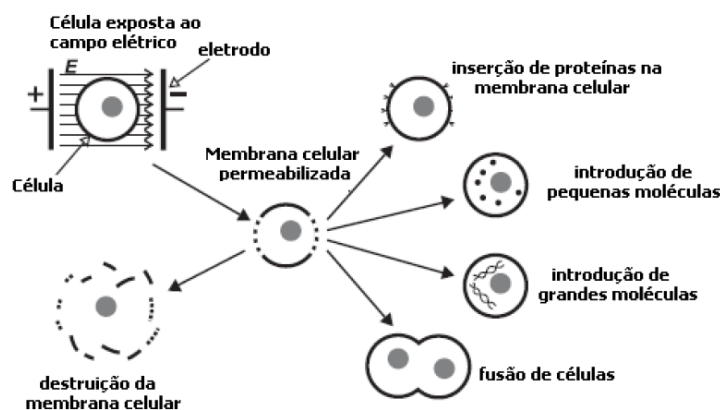 Célula exposta ao
campo elétrico
E
eletrodo
+
−
Célula
Membrana celular
permeabilizada
inserção de proteínas na
membrana celular
introdução de
pequenas moléculas
introdução de
grandes moléculas
fusão de células
destruição da
membrana celular